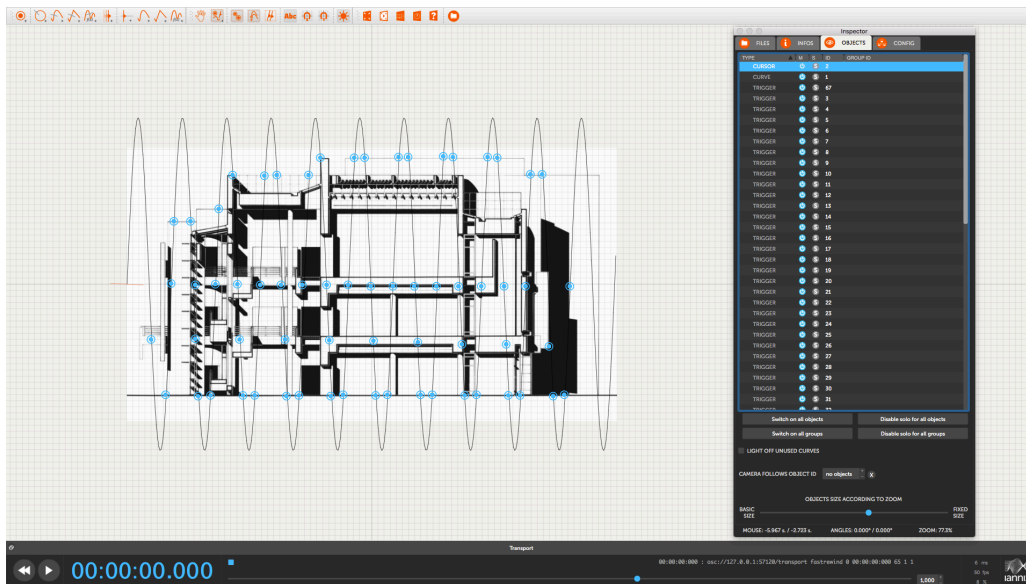 Abc
?
Inspector
FILES
INFOS
OBJECTS
CONFIG
TYPE M S ID GROUP ID
CURSOR S 2
CURVE S 1
TRIGGER S 67
TRIGGER S 3
TRIGGER S 4
TRIGGER S 5
TRIGGER S 6
TRIGGER S 7
TRIGGER S 8
TRIGGER S 9
TRIGGER S 10
TRIGGER S 11
TRIGGER S 12
TRIGGER S 13
TRIGGER S 14
TRIGGER S 15
TRIGGER S 16
TRIGGER S 17
TRIGGER S 18
TRIGGER S 19
TRIGGER S 20
TRIGGER S 21
TRIGGER S 22
TRIGGER S 23
TRIGGER S 24
TRIGGER S 25
TRIGGER S 26
TRIGGER S 27
TRIGGER S 28
TRIGGER S 29
TRIGGER S 30
TRIGGER S 31
Switch on all objects Disable solo for all objects
Switch on all groups Disable solo for all groups
LIGHT OFF UNUSED CURVES
CAMERA FOLLOWS OBJECT ID no objects x
OBJECTS SIZE ACCORDING TO ZOOM
BASIC SIZE
FIXED SIZE
MOUSE: -5.967 s. / -2.723 s. ANGLES: 0.000° / 0.000° ZOOM: 77.3%
Transport
00:00:00.000
00:00:00:000 : osc://127.0.0.1:57120/transport fastrewind 0 00:00:00:000 65 1 1
1,000
0 ms
50 fps
0 %